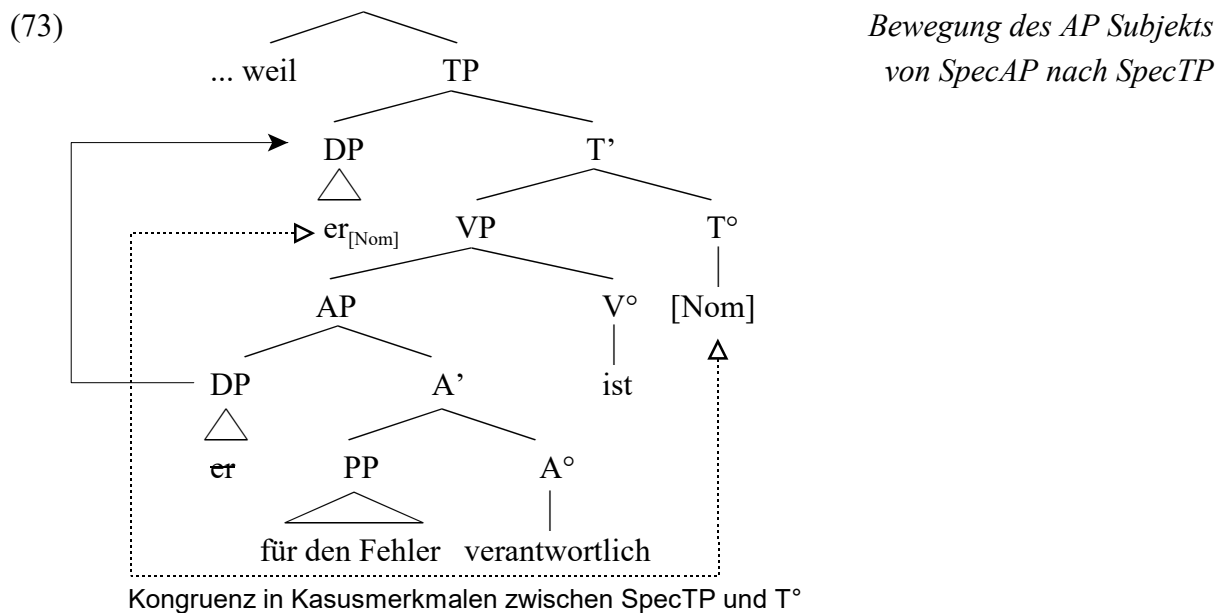 (73) Bewegung des AP Subjekts
... weil TP von SpecAP nach SpecTP
DP T’
er[Nom] VP T°
AP V° [Nom]
DP A’ ist
er PP A°
für den Fehler verantwortlich
Kongruenz in Kasusmerkmalen zwischen SpecTP und T°